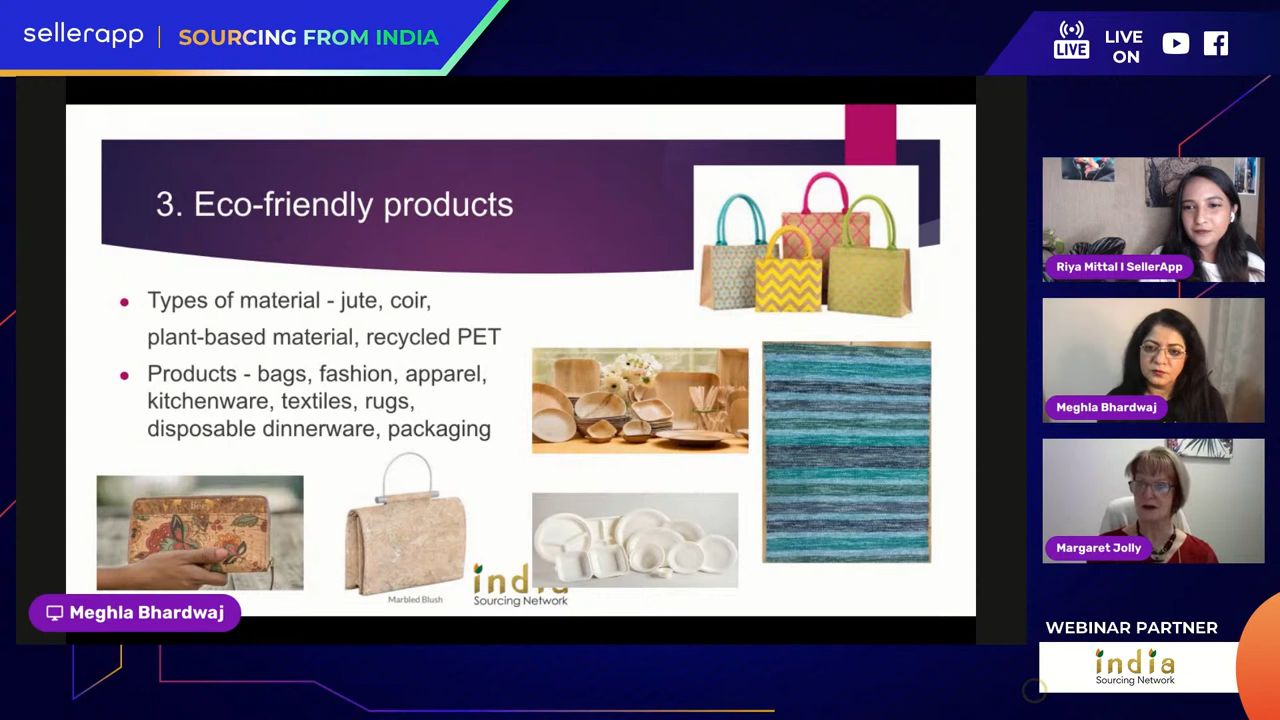 sellerapp
SOURCING FROM INDIA
LIVE
LIVE
ON
3. Eco-friendly products
Types of material - jute, coir,
plant-based material, recycled PET
Products - bags, fashion, apparel,
kitchenware, textiles, rugs,
disposable dinnerware, packaging
Marbled Blush
india
Sourcing Network
Meghla Bhardwaj
Riya Mittal I SellerApp
Meghla Bhardwaj
Margaret Jolly
WEBINAR PARTNER
india
Sourcing Network